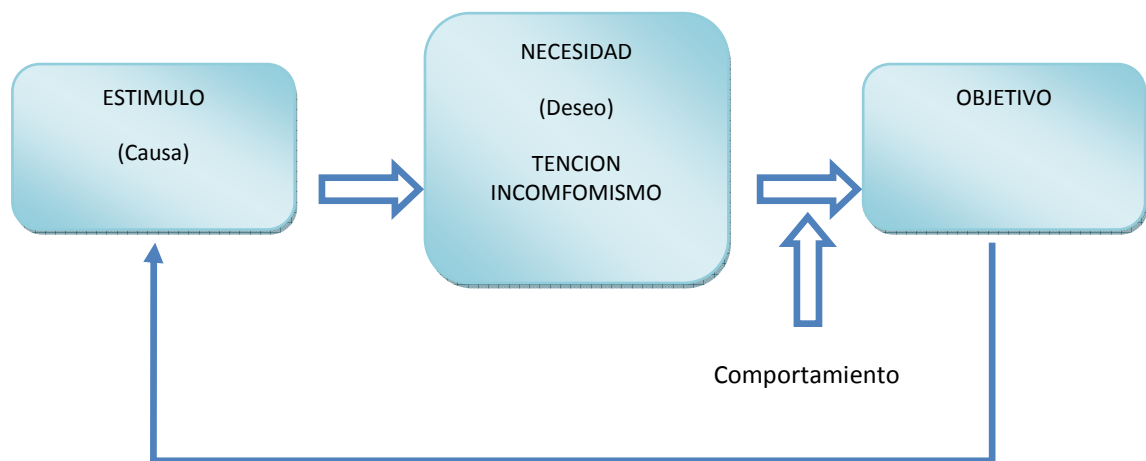 ESTIMULO
(Causa)
NECESIDAD
(Deseo)
TENCION
INCOMFOMISMO
OBJETIVO
Comportamiento